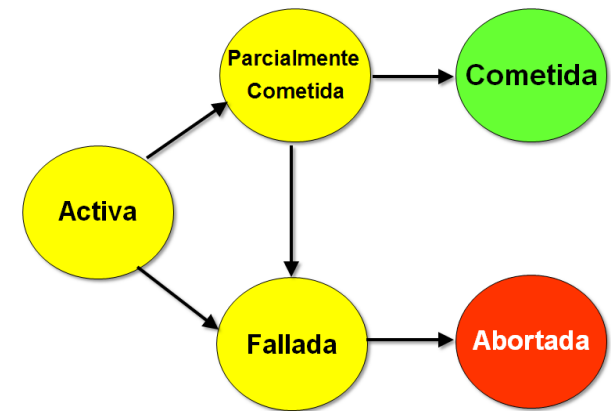 Parcialmente
Cometida
Cometida
Activa
Fallada
Abortada